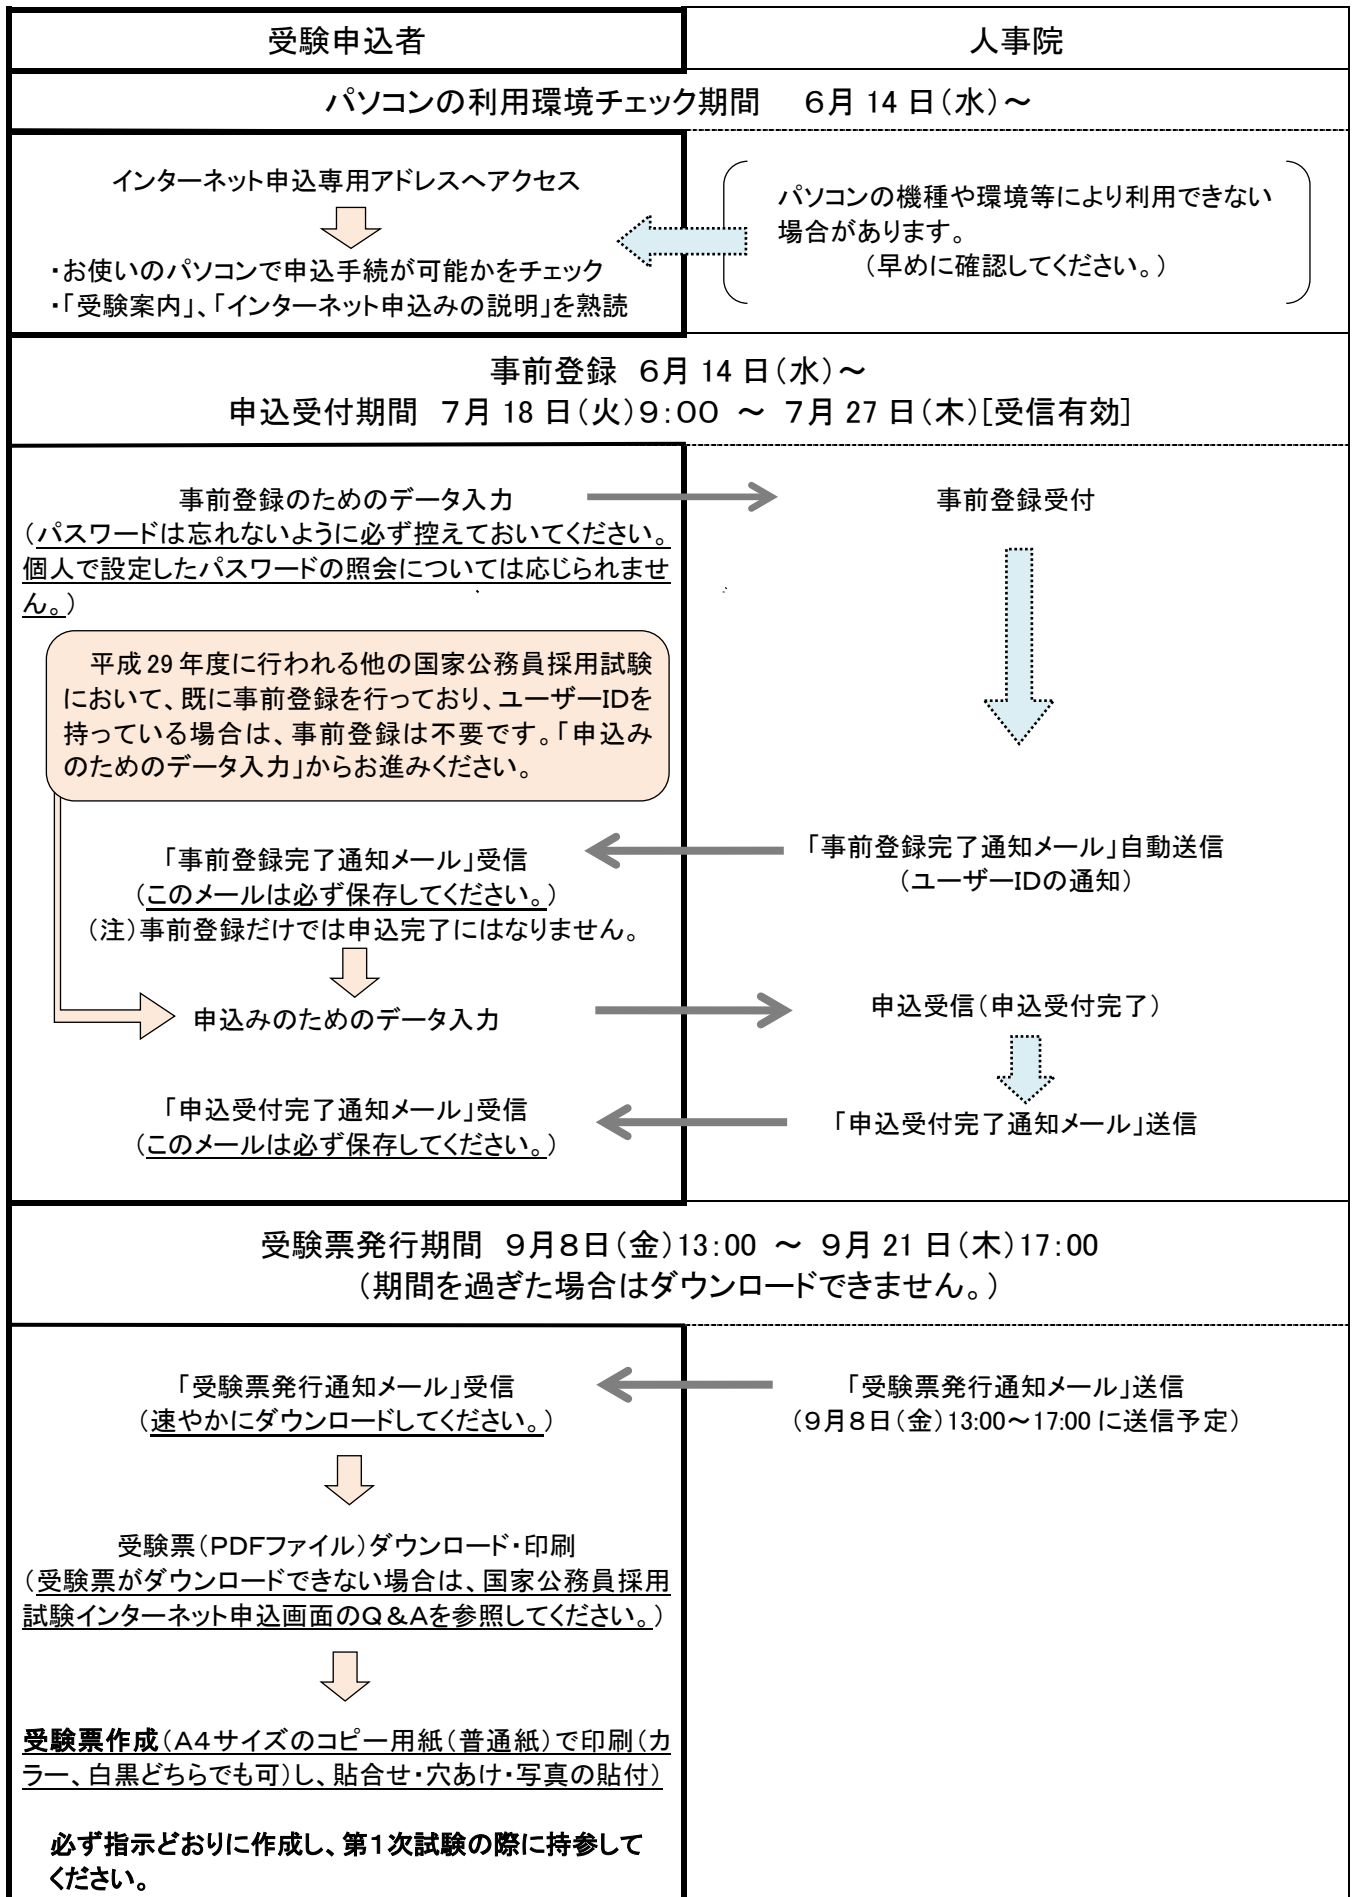 受験申込者
人事院
パソコンの利用環境チェック期間　６月 14 日（水）～
インターネット申込専用アドレスへアクセス
・お使いのパソコンで申込手続が可能かをチェック
・「受験案内」、「インターネット申込みの説明」を熟読
パソコンの機種や環境等により利用できない
場合があります。
（早めに確認してください。）
事前登録　６月 14 日（水）～
申込受付期間　７月 18 日（火）９：００　～　７月 27 日（木）［受信有効］
事前登録のためのデータ入力
（パスワードは忘れないように必ず控えておいてください。
個人で設定したパスワードの照会については応じられませ
ん。）
事前登録受付
平成 29 年度に行われる他の国家公務員採用試験
において、既に事前登録を行っており、ユーザーＩＤを
持っている場合は、事前登録は不要です。「申込み
のためのデータ入力」からお進みください。
「事前登録完了通知メール」受信
（このメールは必ず保存してください。）
（注）事前登録だけでは申込完了にはなりません。
「事前登録完了通知メール」自動送信
（ユーザーＩＤの通知）
申込みのためのデータ入力
申込受信（申込受付完了）
「申込受付完了通知メール」受信
（このメールは必ず保存してください。）
「申込受付完了通知メール」送信
受験票発行期間　９月８日（金）13：00　～　９月 21 日（木）17：00
（期間を過ぎた場合はダウンロードできません。）
「受験票発行通知メール」受信
（速やかにダウンロードしてください。）
「受験票発行通知メール」送信
（９月８日（金）13:00～17:00 に送信予定）
受験票（ＰＤＦファイル）ダウンロード・印刷
（受験票がダウンロードできない場合は、国家公務員採用
試験インターネット申込画面のＱ＆Ａを参照してください。）
受験票作成（Ａ４サイズのコピー用紙（普通紙）で印刷（カ
ラー、白黒どちらでも可）し、貼合せ・穴あけ・写真の貼付）
必ず指示どおりに作成し、第１次試験の際に持参して
ください。